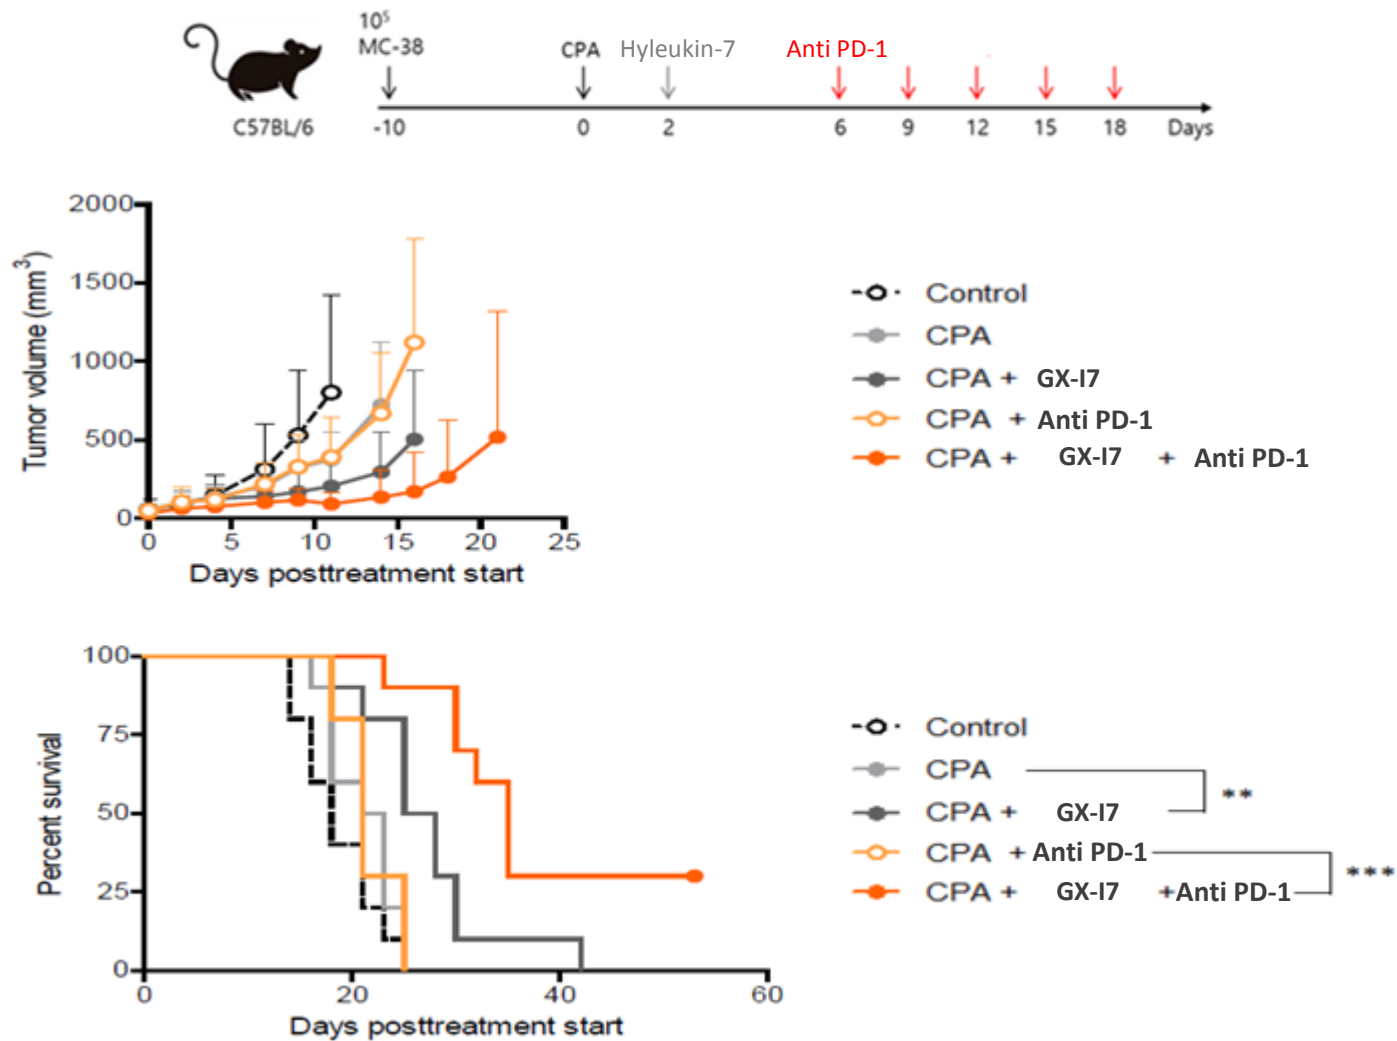 10⁵
MC-38
CPA Hyleukin-7 Anti PD-1
C57BL/6 -10 0 2 6 9 12 15 18 Days
2000
1500
1000
500
0
Tumor volume (mm³)
0 5 10 15 20 25
Days posttreatment start
Control
CPA
CPA + GX-I7
CPA + Anti PD-1
CPA + GX-I7 + Anti PD-1
100
75
50
25
0
Percent survival
0 20 40 60
Days posttreatment start
Control
CPA
**
CPA + GX-I7
CPA + Anti PD-1
***
CPA + GX-I7 +Anti PD-1